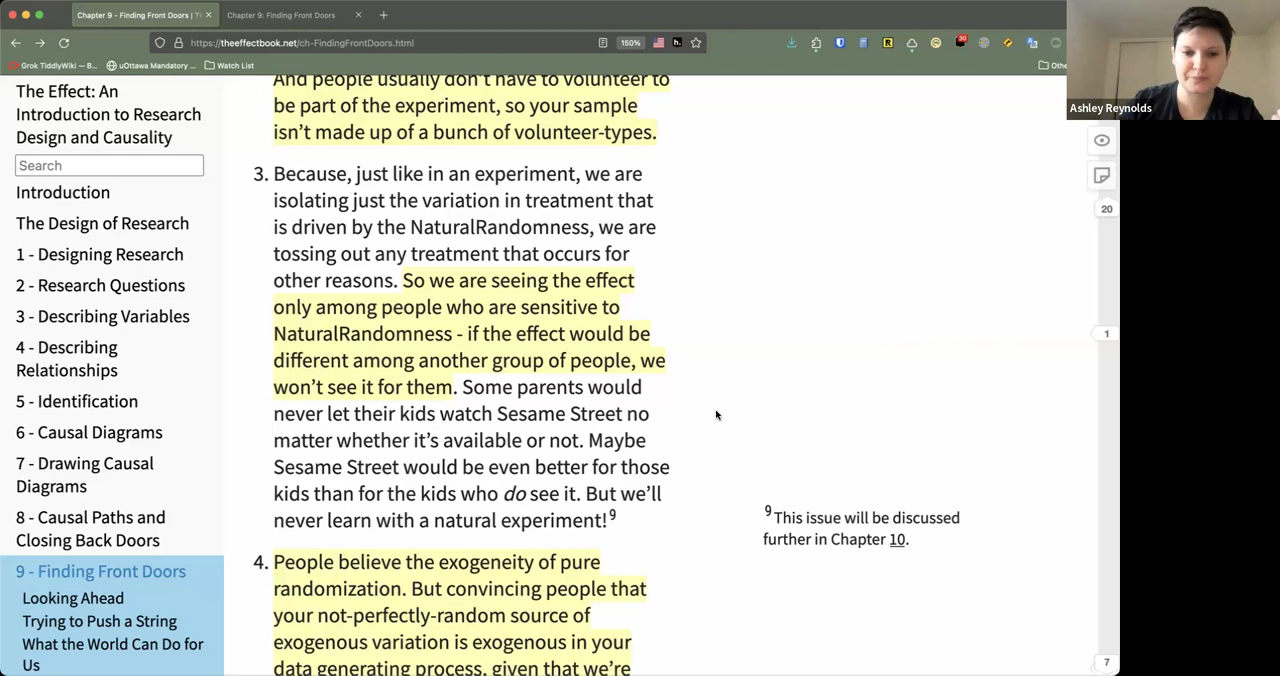 Chapter 9 - Finding Front Doors | T
Chapter 9: Finding Front Doors
https://theeffectbook.net/ch-FindingFrontDoors.html
150%
h.
R
30
Grok TiddlyWiki — B...
uOttawa Mandatory ...
Watch List
Othe
Ashley Reynolds
The Effect: An
Introduction to Research
Design and Causality
Search
Introduction
The Design of Research
1 - Designing Research
2 - Research Questions
3 - Describing Variables
4 - Describing
Relationships
5 - Identification
6 - Causal Diagrams
7 - Drawing Causal
Diagrams
8 - Causal Paths and
Closing Back Doors
9 - Finding Front Doors
Looking Ahead
Trying to Push a String
What the World Can Do for
Us
And people usually don't have to volunteer to
be part of the experiment, so your sample
isn't made up of a bunch of volunteer-types.
3. Because, just like in an experiment, we are
isolating just the variation in treatment that
is driven by the NaturalRandomness, we are
tossing out any treatment that occurs for
other reasons. So we are seeing the effect
only among people who are sensitive to
NaturalRandomness - if the effect would be
different among another group of people, we
won't see it for them. Some parents would
never let their kids watch Sesame Street no
matter whether it's available or not. Maybe
Sesame Street would be even better for those
kids than for the kids who do see it. But we'll
never learn with a natural experiment!⁹
4. People believe the exogeneity of pure
randomization. But convincing people that
your not-perfectly-random source of
exogenous variation is exogenous in your
data generating process, given that we're
⁹ This issue will be discussed
further in Chapter 10.
20
1
7